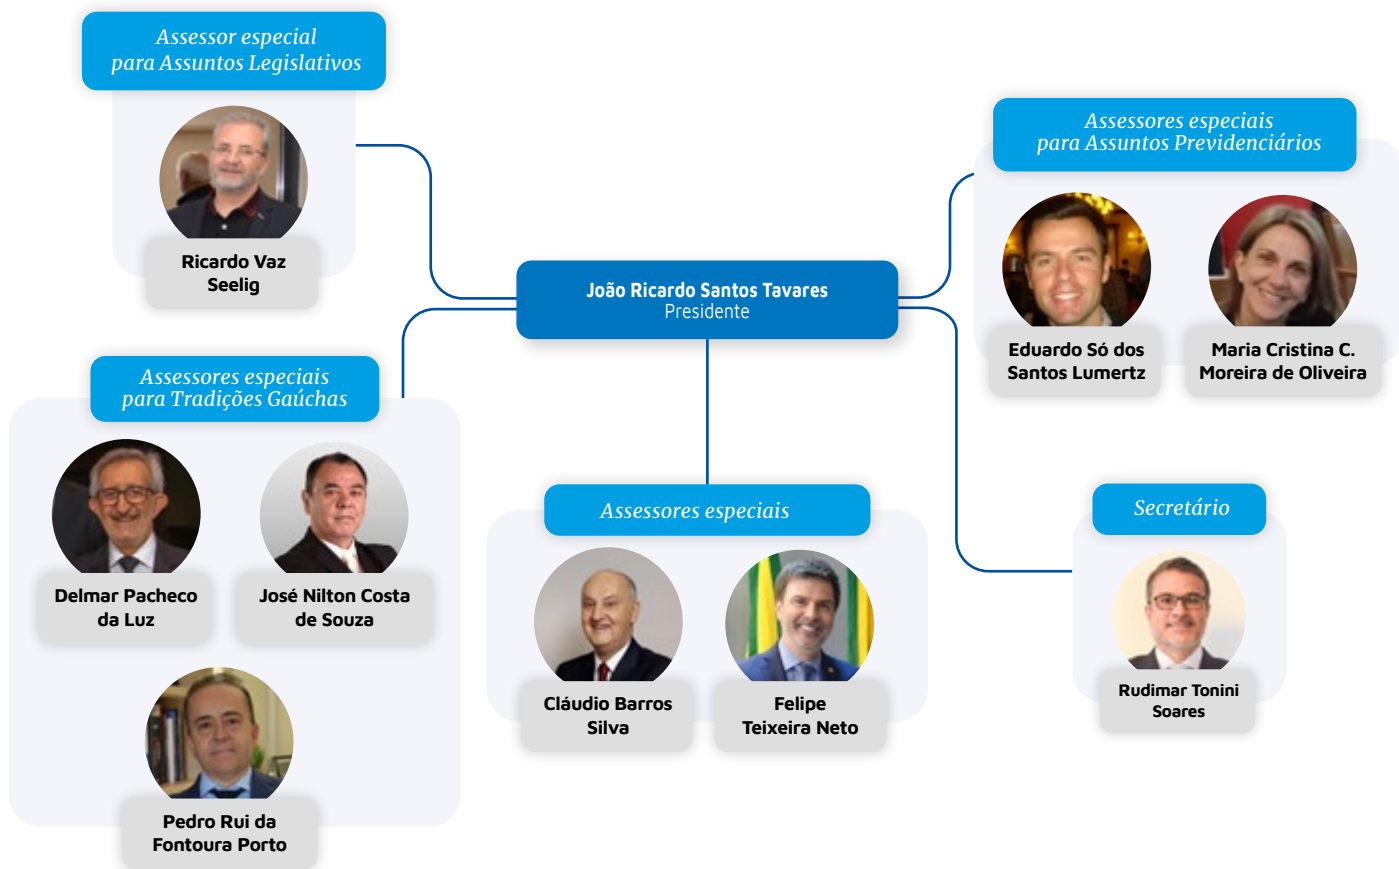 Assessor especial
para Assuntos Legislativos
Ricardo Vaz
Seelig
Assessores especiais
para Assuntos Previdenciários
Eduardo Só dos
Santos Lumertz
Maria Cristina C.
Moreira de Oliveira
João Ricardo Santos Tavares
Presidente
Assessores especiais
para Tradições Gaúchas
Delmar Pacheco
da Luz
José Nilton Costa
de Souza
Pedro Rui da
Fontoura Porto
Assessores especiais
Cláudio Barros
Silva
Felipe
Teixeira Neto
Secretário
Rudimar Tonini
Soares